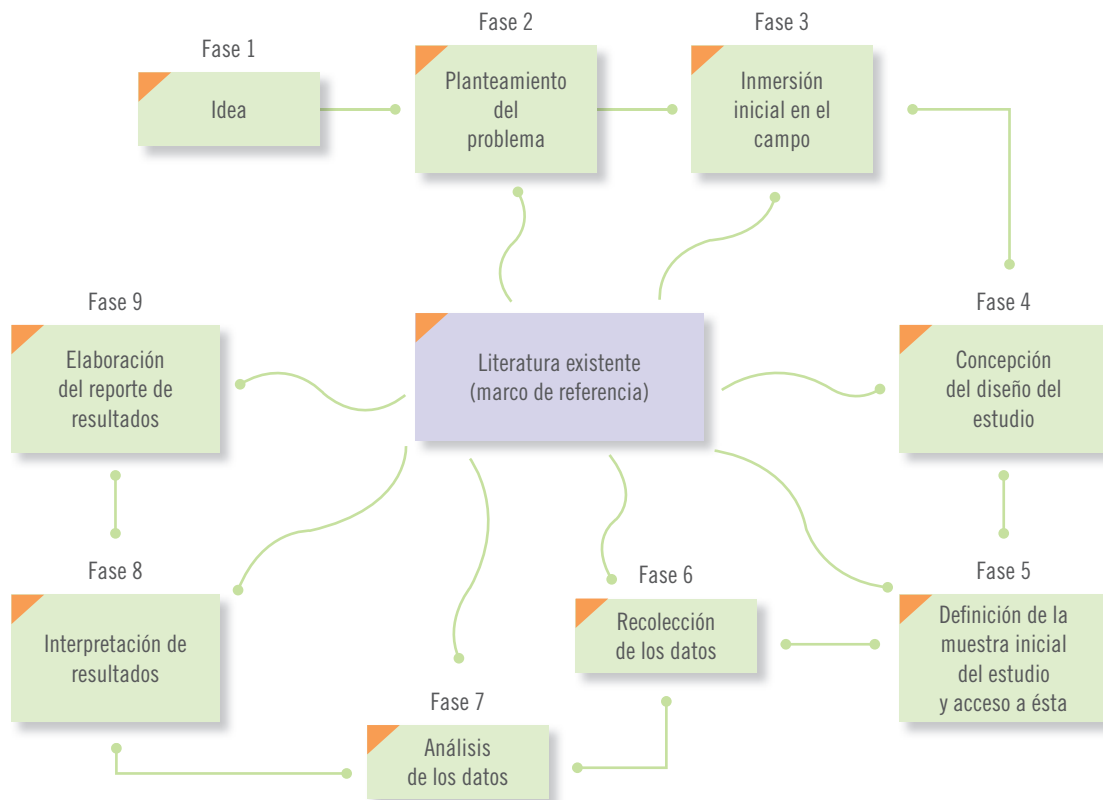 Fase 1
Idea
Fase 2
Planteamiento
del
problema
Fase 3
Inmersión
inicial en el
campo
Fase 4
Concepción
del diseño del
estudio
Fase 5
Definición de la
muestra inicial
del estudio
y acceso a ésta
Fase 6
Recolección
de los datos
Fase 7
Análisis
de los datos
Fase 8
Interpretación de
resultados
Fase 9
Elaboración
del reporte de
resultados
Literatura existente
(marco de referencia)